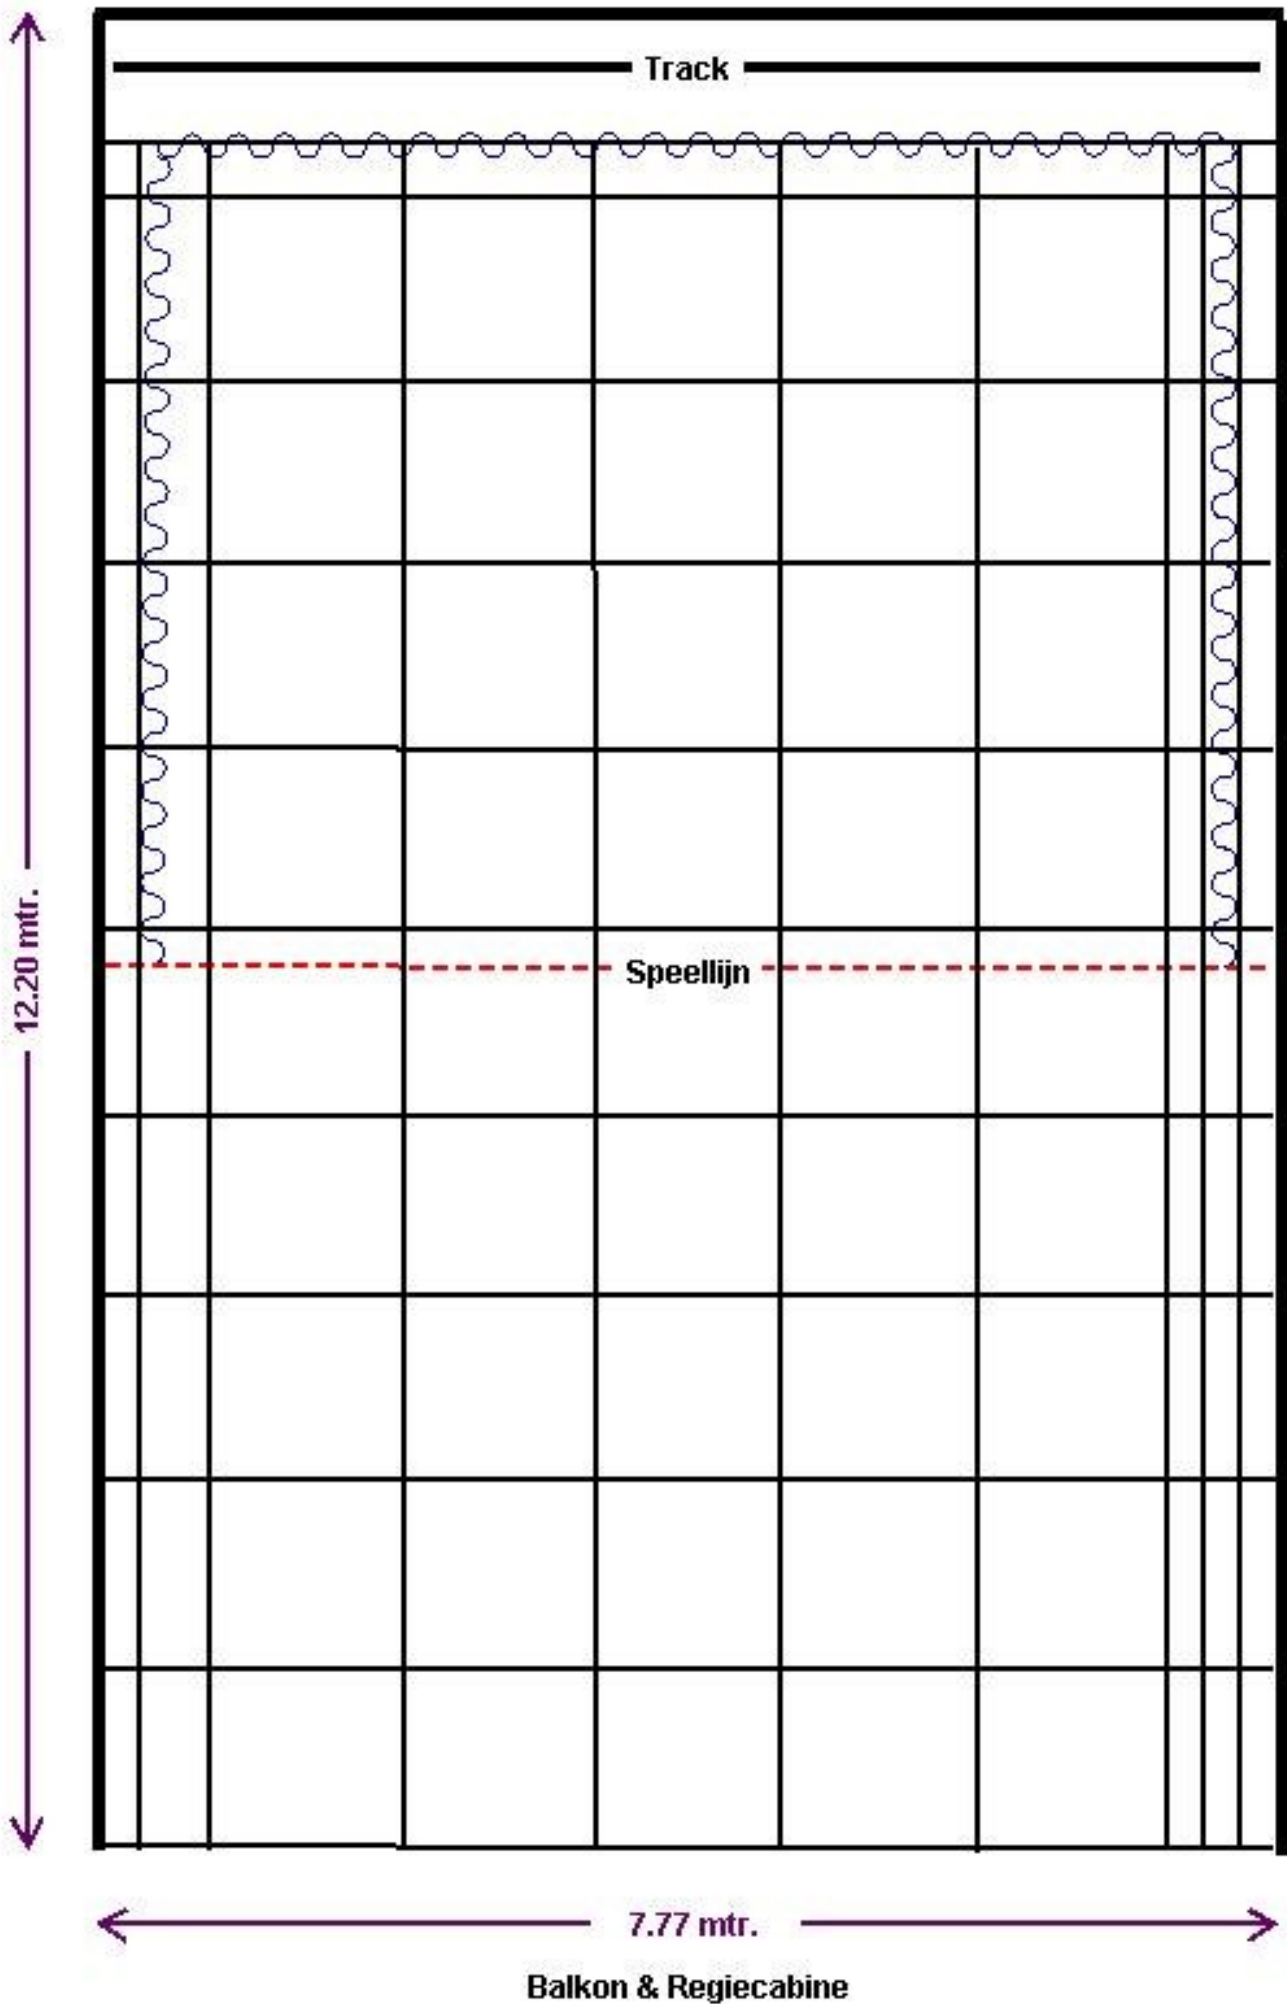 Track
12.20 mtr.
Speellijn
7.77 mtr.
Balkon & Regiecabine